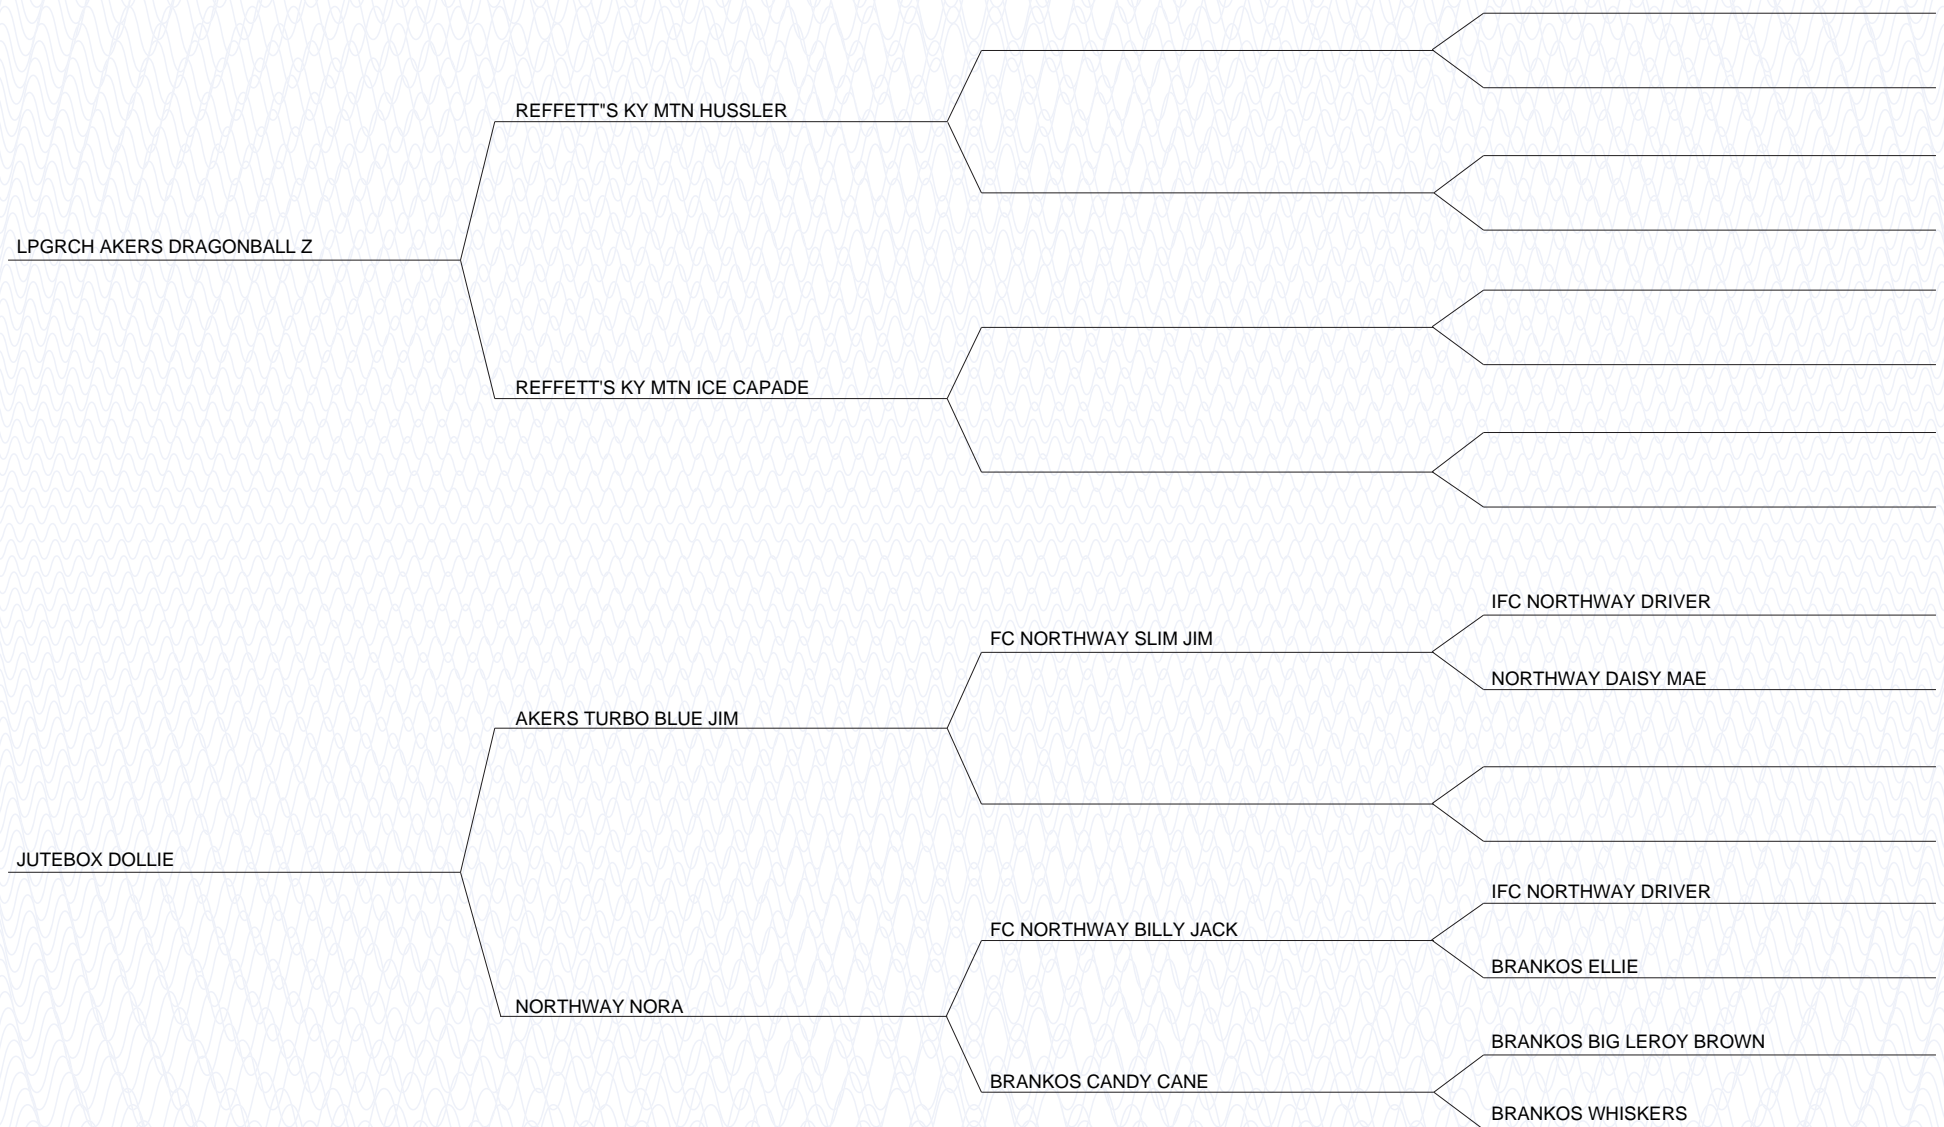 REFFETT"S KY MTN HUSSLER
LPGRCH AKERS DRAGONBALL Z
REFFETT'S KY MTN ICE CAPADE
IFC NORTHWAY DRIVER
FC NORTHWAY SLIM JIM
NORTHWAY DAISY MAE
AKERS TURBO BLUE JIM
JUTEBOX DOLLIE
IFC NORTHWAY DRIVER
FC NORTHWAY BILLY JACK
BRANKOS ELLIE
NORTHWAY NORA
BRANKOS BIG LEROY BROWN
BRANKOS CANDY CANE
BRANKOS WHISKERS